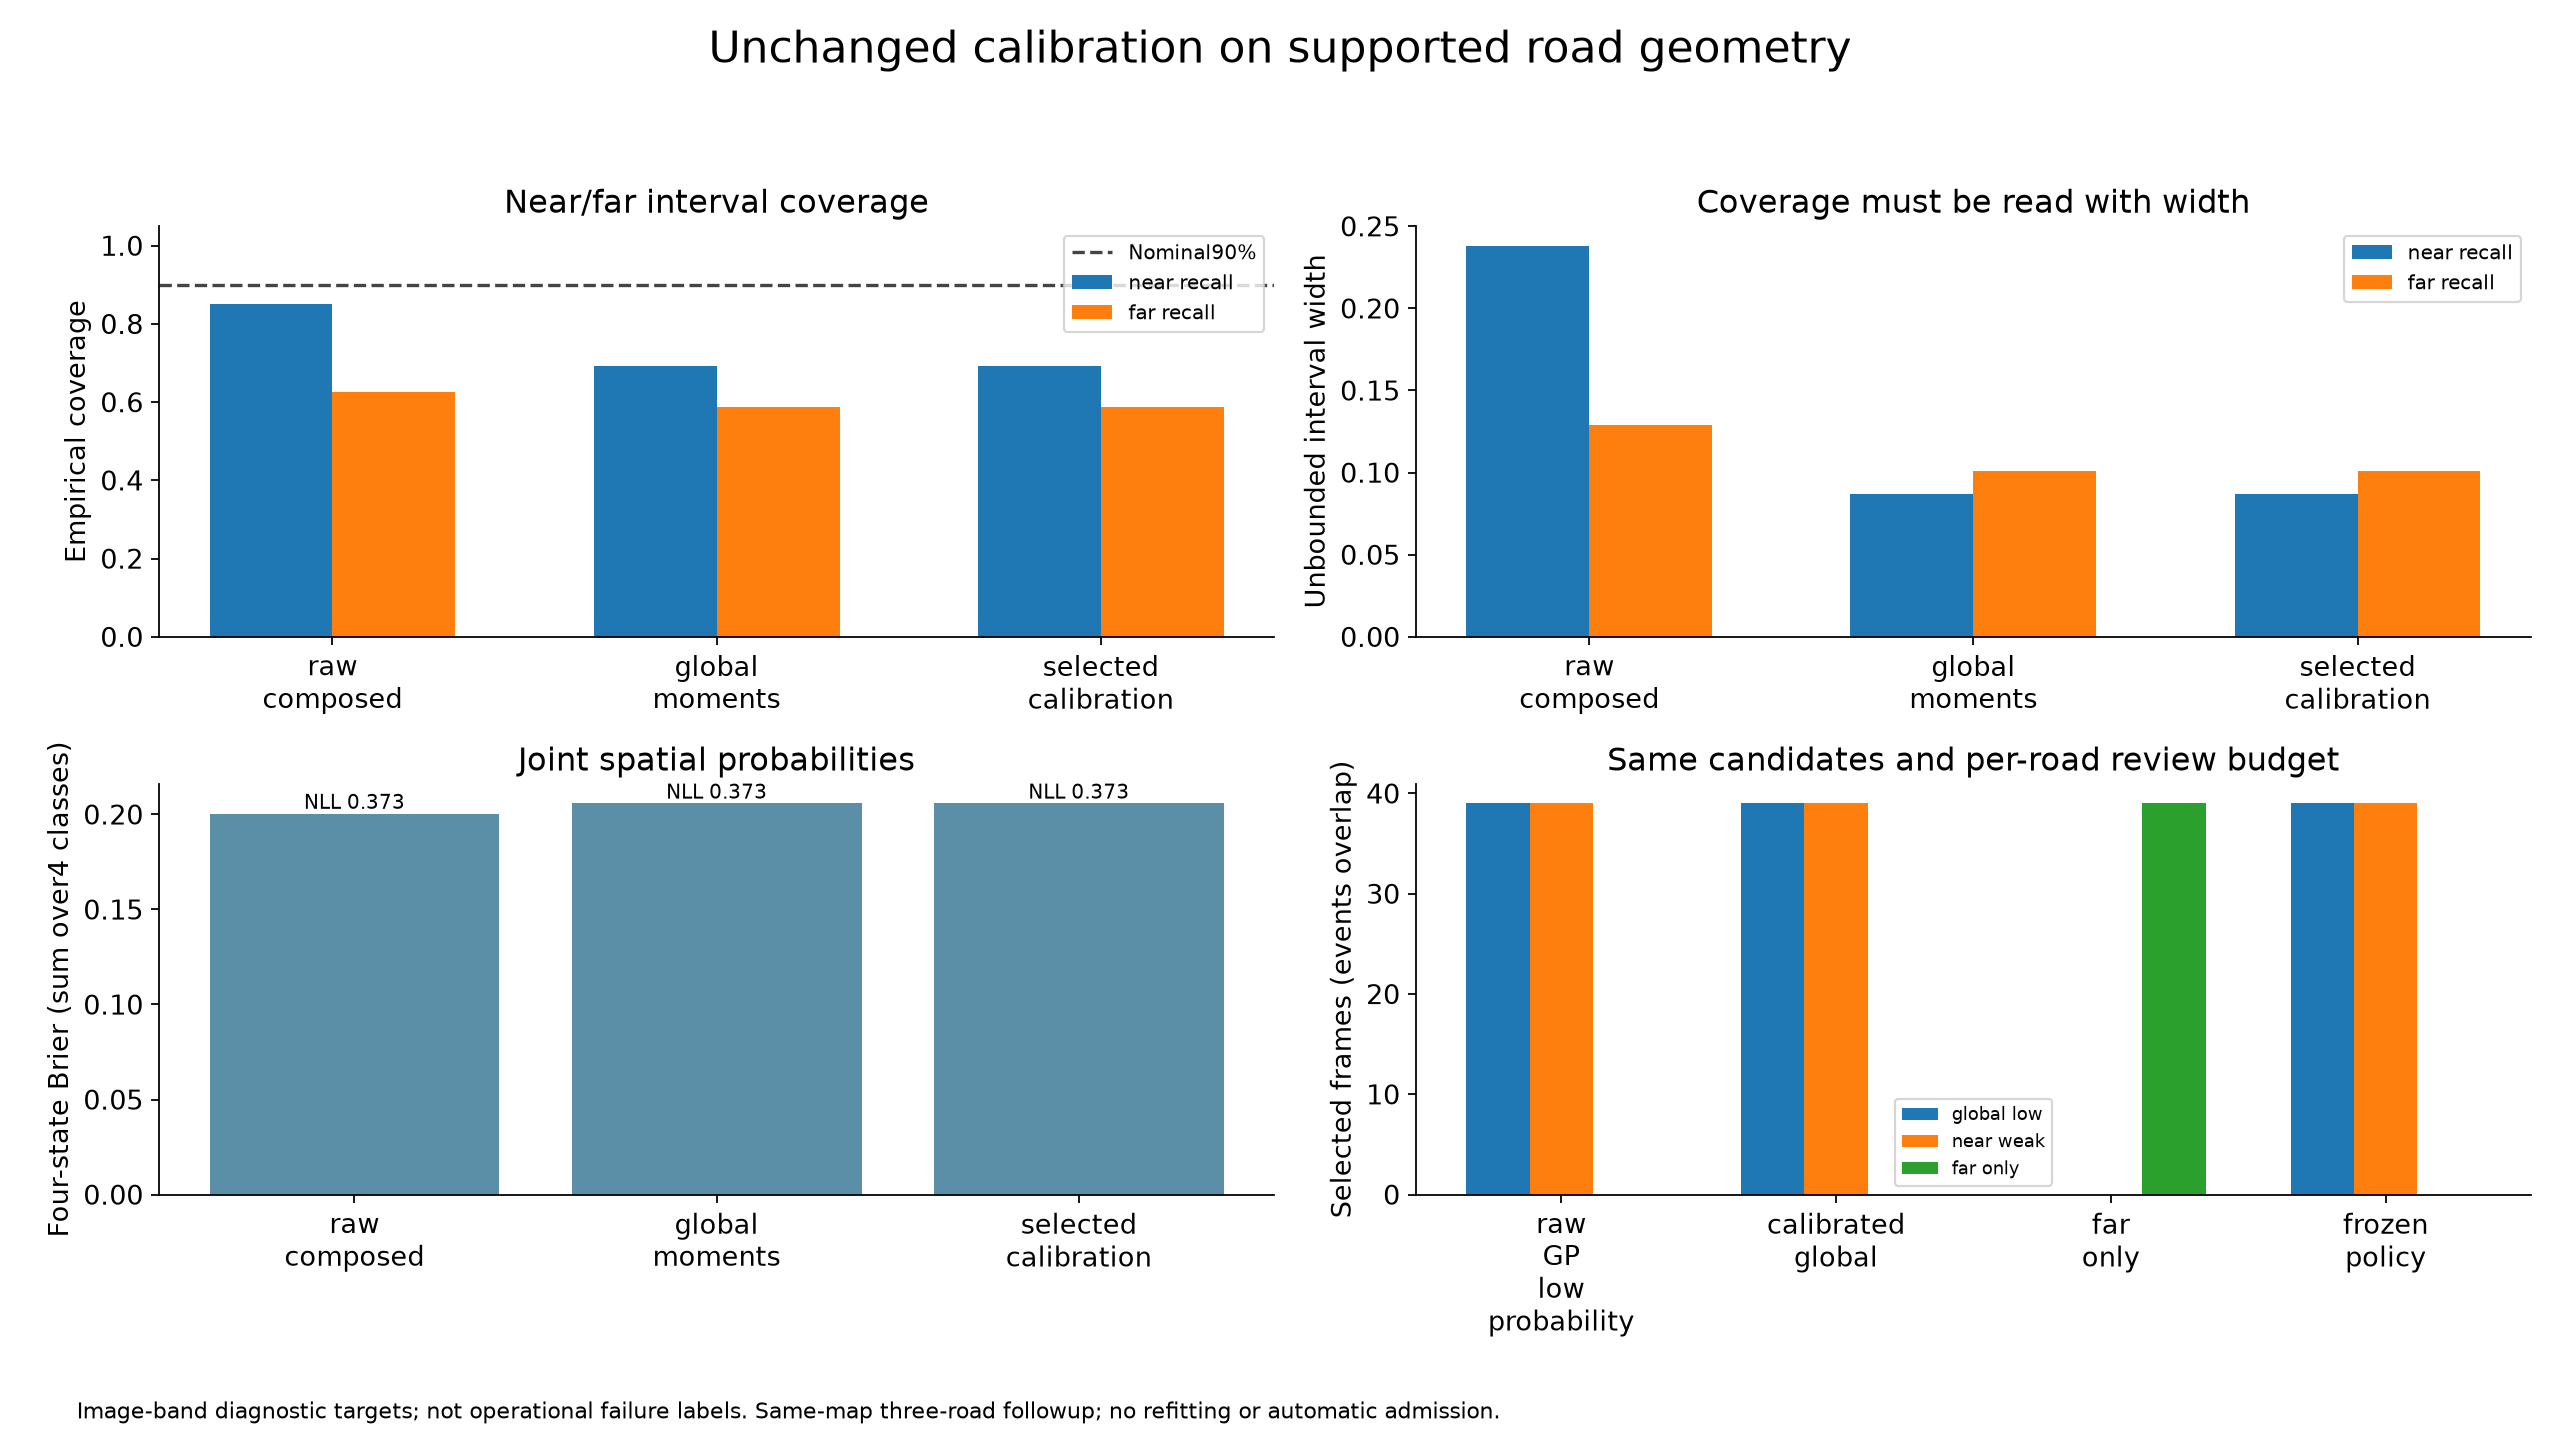 Unchanged calibration on supported road geometry
Near/far interval coverage
Empirical coverage
1.0
0.8
0.6
0.4
0.2
0.0
Nominal90%
near recall
far recall
raw
composed
global
moments
selected
calibration
Coverage must be read with width
Unbounded interval width
0.25
0.20
0.15
0.10
0.05
0.00
near recall
far recall
raw
composed
global
moments
selected
calibration
Joint spatial probabilities
Four-state Brier (sum over4 classes)
0.20
0.15
0.10
0.05
0.00
NLL 0.373
NLL 0.373
NLL 0.373
raw
composed
global
moments
selected
calibration
Same candidates and per-road review budget
Selected frames (events overlap)
40
30
20
10
0
global low
near weak
far only
raw
GP
low
probability
calibrated
global
far
only
frozen
policy
Image-band diagnostic targets; not operational failure labels. Same-map three-road followup; no refitting or automatic admission.